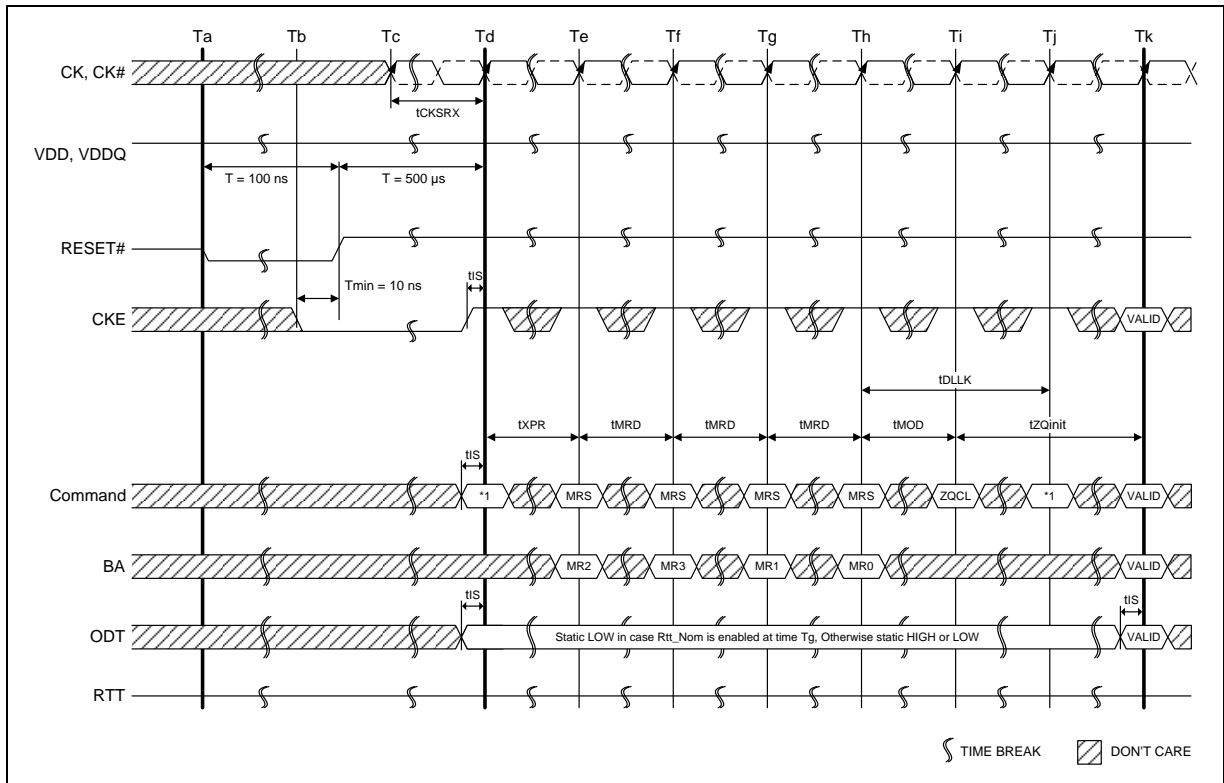 Ta Tb Tc Td Te Tf Tg Th Ti Tj Tk
CK, CK#
tCKSRX
VDD, VDDQ
T = 100 ns T = 500 µs
RESET#
Tmin = 10 ns tIS
CKE VALID
tDLLK
tXPR tMRD tMRD tMRD tMOD tZQinit
tIS
Command *1 MRS MRS MRS MRS ZQCL *1 VALID
BA MR2 MR3 MR1 MR0 VALID
tIS tIS
ODT Static LOW in case Rtt_Nom is enabled at time Tg, Otherwise static HIGH or LOW VALID
RTT
TIME BREAK DON'T CARE